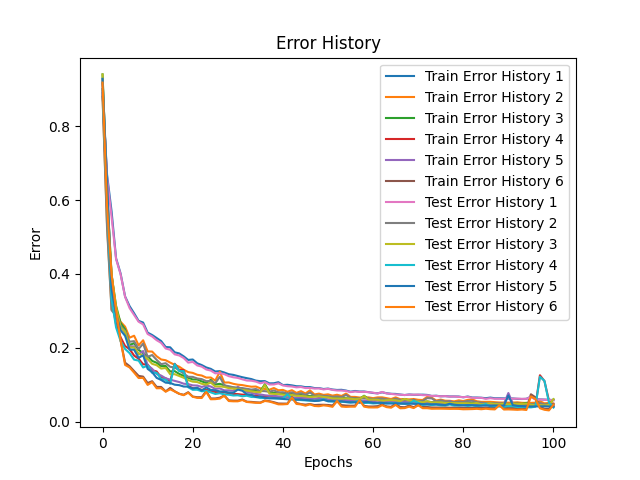 Error History
Train Error History 1
Train Error History 2
Train Error History 3
Train Error History 4
Train Error History 5
Train Error History 6
Test Error History 1
Test Error History 2
Test Error History 3
Test Error History 4
Test Error History 5
Test Error History 6
Error
0.8
0.6
0.4
0.2
0.0
0 20 40 60 80 100
Epochs